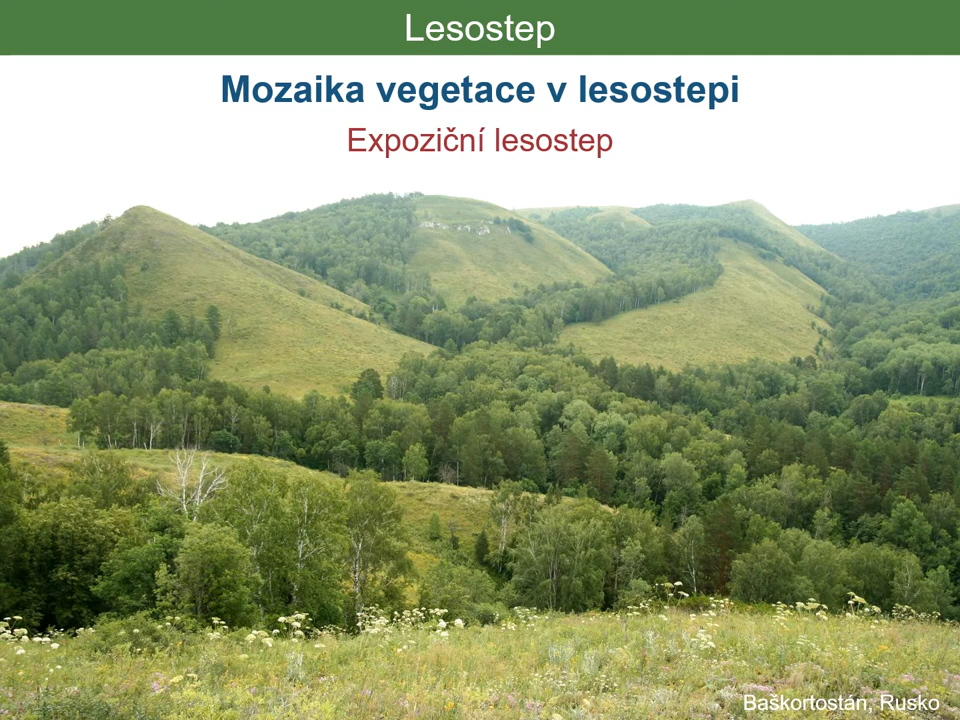 Lesostep
Mozaika vegetace v lesostepi
Expoziční lesostep
Baškortostán, Rusko